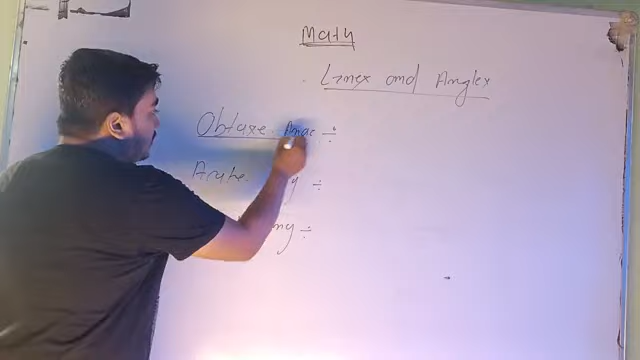 Math
Lines and Angles
Obtuse. Angle ÷
Acute. ÷
÷